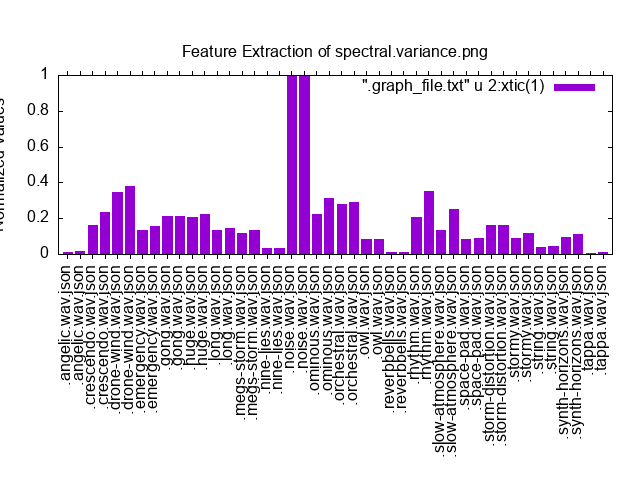 Feature Extraction of spectral.variance.png
".graph_file.txt" u 2:xtic(1)
1
0.8
0.6
0.4
0.2
0
Normalized Values
.angelic.wav.json
.angelic.wav.json
.crescendo.wav.json
.crescendo.wav.json
.drone-wind.wav.json
.drone-wind.wav.json
.emergency.wav.json
.emergency.wav.json
.gong.wav.json
.gong.wav.json
.huge.wav.json
.huge.wav.json
.long.wav.json
.long.wav.json
.megs-storm.wav.json
.megs-storm.wav.json
.nine-lies.wav.json
.nine-lies.wav.json
.noise.wav.json
.noise.wav.json
.ominous.wav.json
.ominous.wav.json
.orchestral.wav.json
.orchestral.wav.json
.owl.wav.json
.owl.wav.json
.reverbbells.wav.json
.reverbbells.wav.json
.rhythm.wav.json
.rhythm.wav.json
.slow-atmosphere.wav.json
.slow-atmosphere.wav.json
.space-pad.wav.json
.space-pad.wav.json
.storm-distortion.wav.json
.storm-distortion.wav.json
.stormy.wav.json
.stormy.wav.json
.string.wav.json
.string.wav.json
.synth-horizons.wav.json
.synth-horizons.wav.json
.tappa.wav.json
.tappa.wav.json